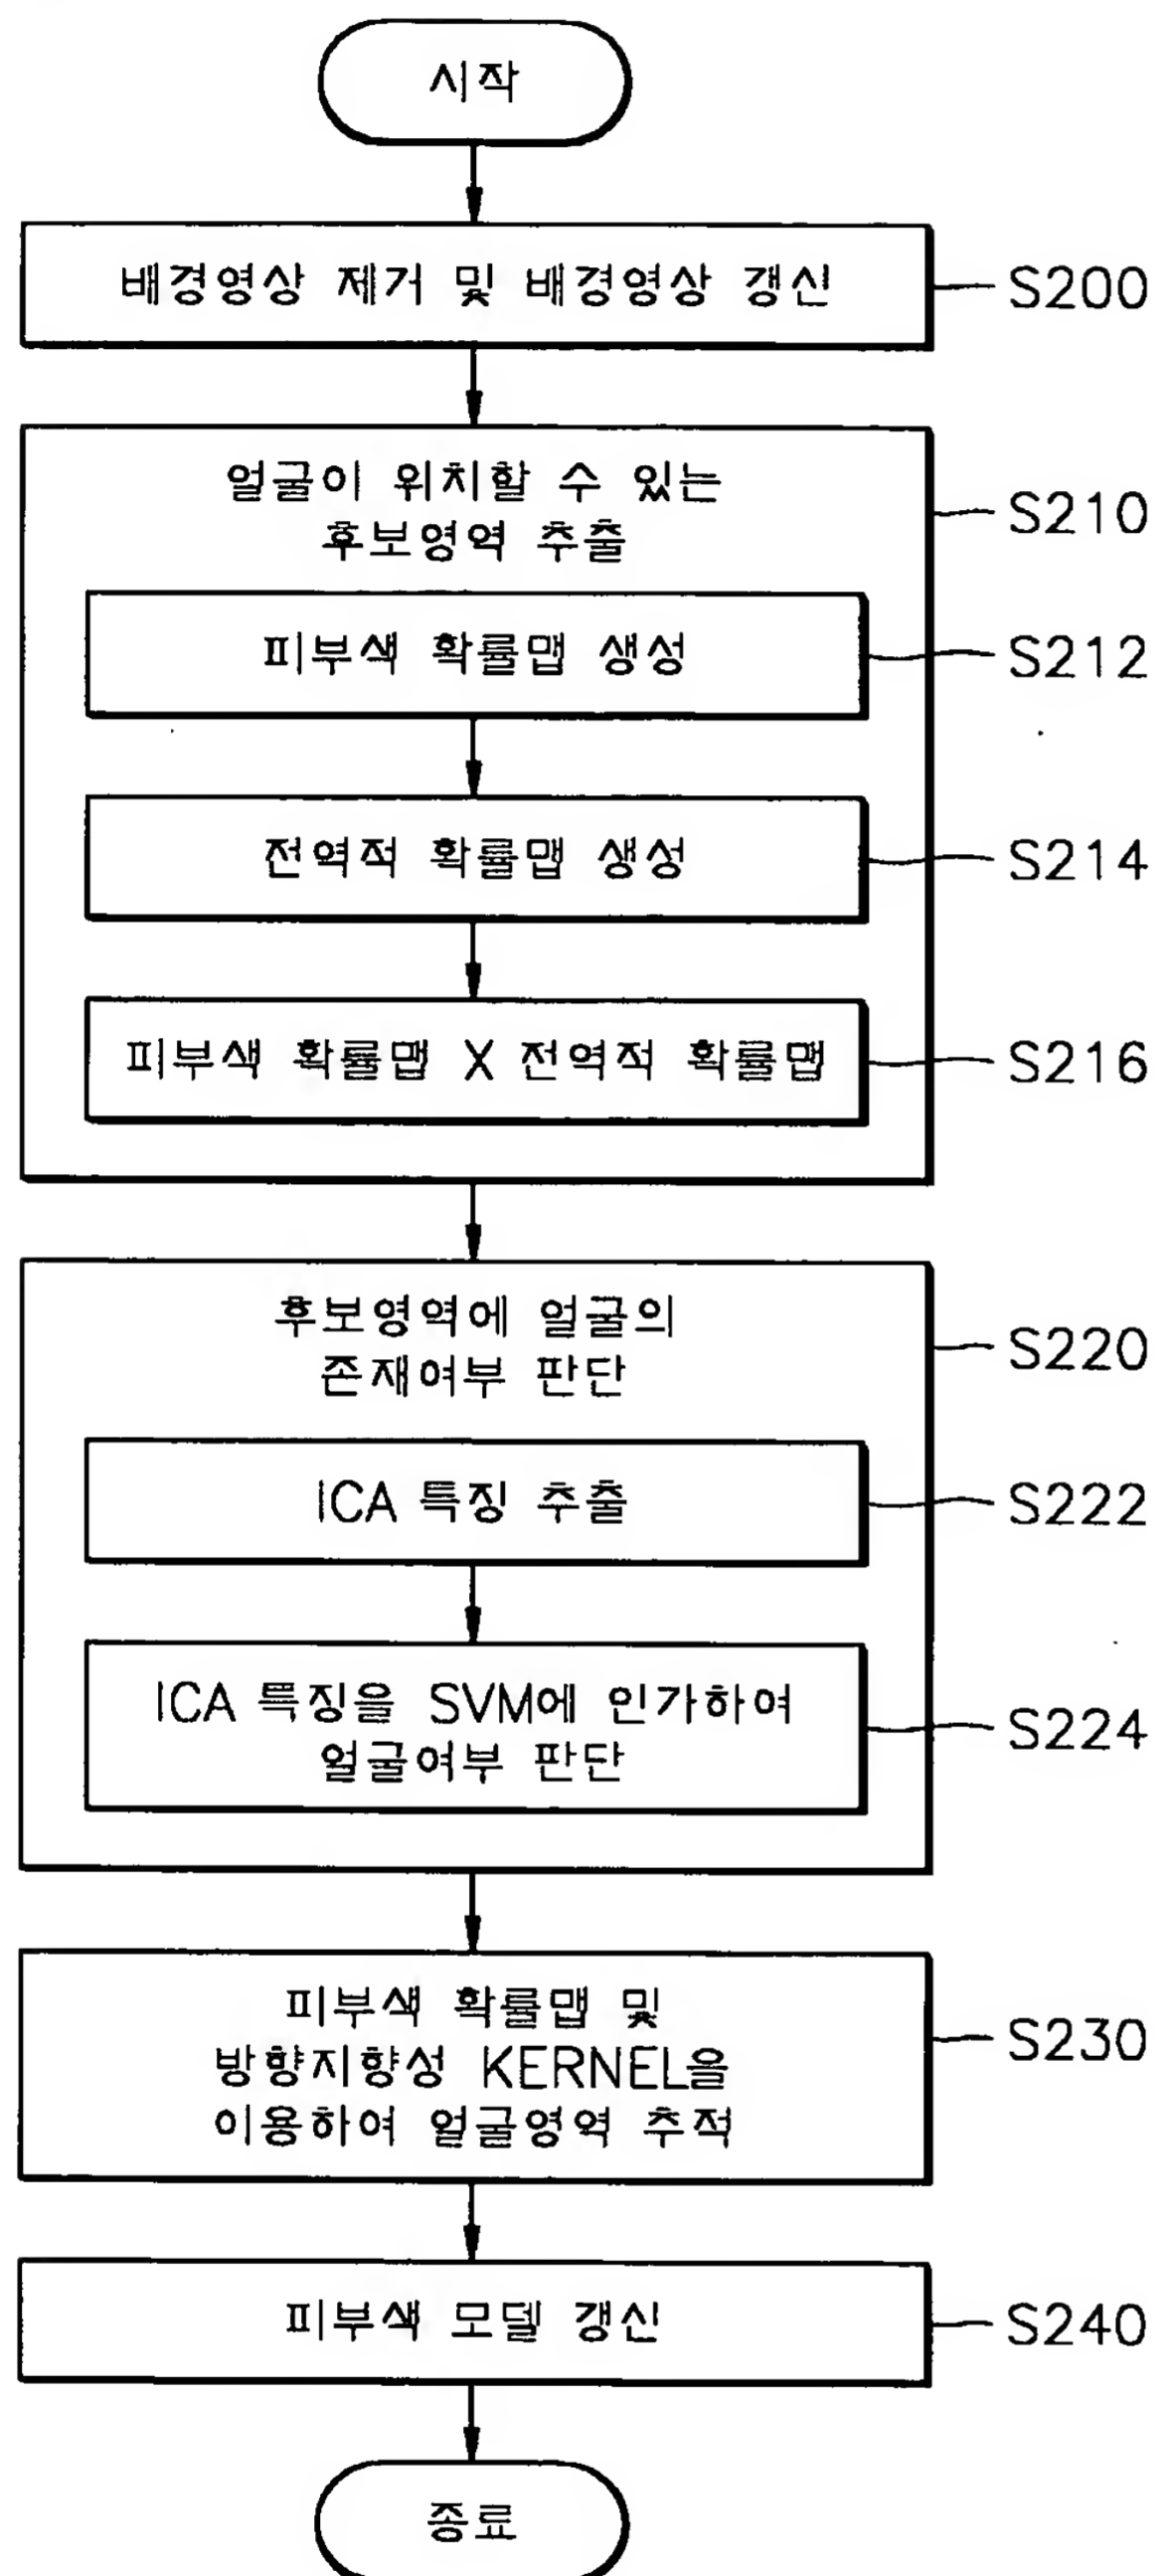 시작
배경영상 제거 및 배경영상 갱신
S200
얼굴이 위치할 수 있는
후보영역 추출
S210
피부색 확률맵 생성
S212
전역적 확률맵 생성
S214
피부색 확률맵 X 전역적 확률맵
S216
후보영역에 얼굴의
존재여부 판단
S220
ICA 특징 추출
S222
ICA 특징을 SVM에 인가하여
얼굴여부 판단
S224
피부색 확률맵 및
방향지향성 KERNEL을
이용하여 얼굴영역 추적
S230
피부색 모델 갱신
S240
종료